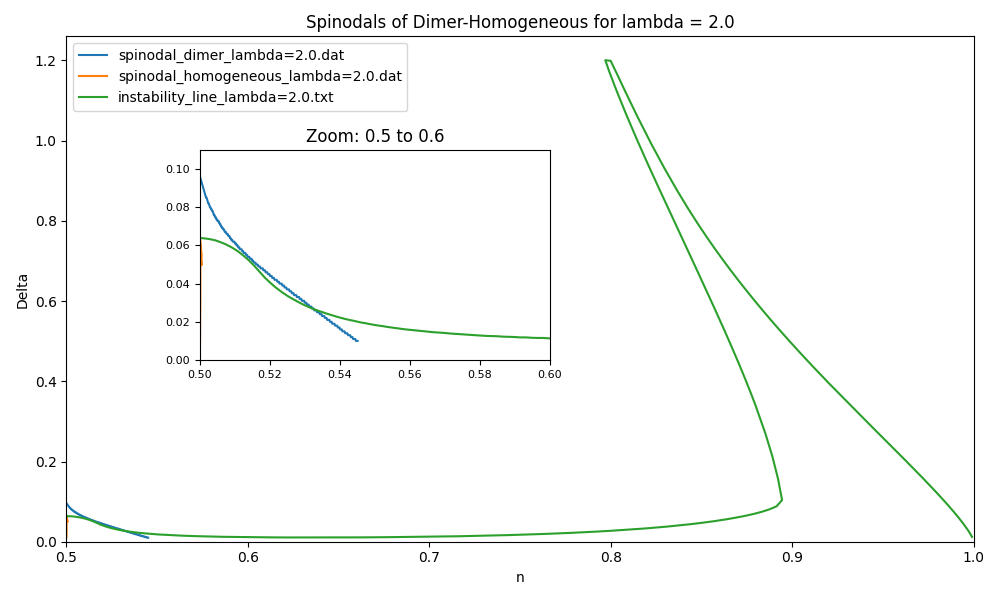 Spinodals of Dimer-Homogeneous for lambda = 2.0
spinodal_dimer_lambda=2.0.dat
spinodal_homogeneous_lambda=2.0.dat
instability_line_lambda=2.0.txt
Zoom: 0.5 to 0.6
0.10
0.08
0.06
0.04
0.02
0.00
0.50 0.52 0.54 0.56 0.58 0.60
Delta
1.2
1.0
0.8
0.6
0.4
0.2
0.0
0.5 0.6 0.7 0.8 0.9 1.0
n